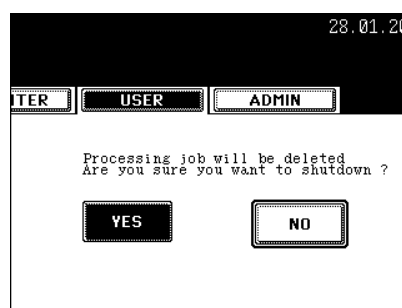 28.01.20
NTER USER ADMIN
Processing job will be deleted
Are you sure you want to shutdown ?
YES NO